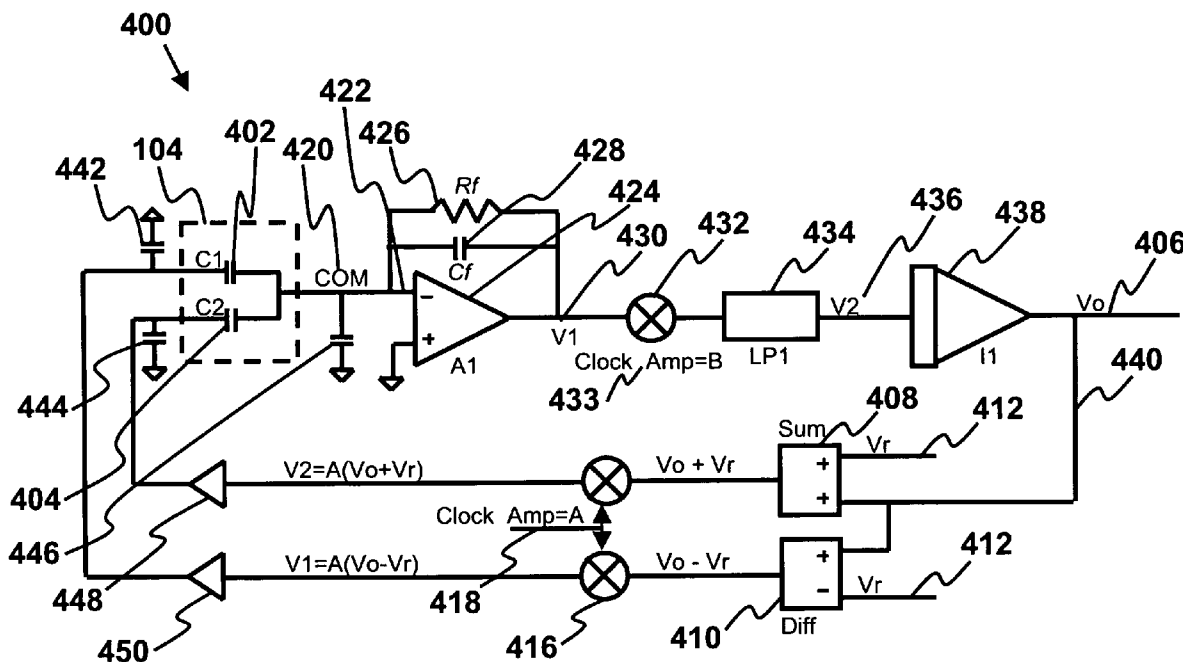 400
422
426
428
402
420
104
442
Rf
424
430
432
434
436
438
406
C1
COM
Cf
C2
−
+
A1
V1
Clock Amp=B
LP1
V2
I1
Vo
433
444
408
412
440
Sum
Vr
+
+
V2=A(Vo+Vr)
Vo + Vr
404
Clock Amp=A
446
+
412
V1=A(Vo-Vr)
Vo - Vr
−
Vr
448
418
450
416
410
Diff